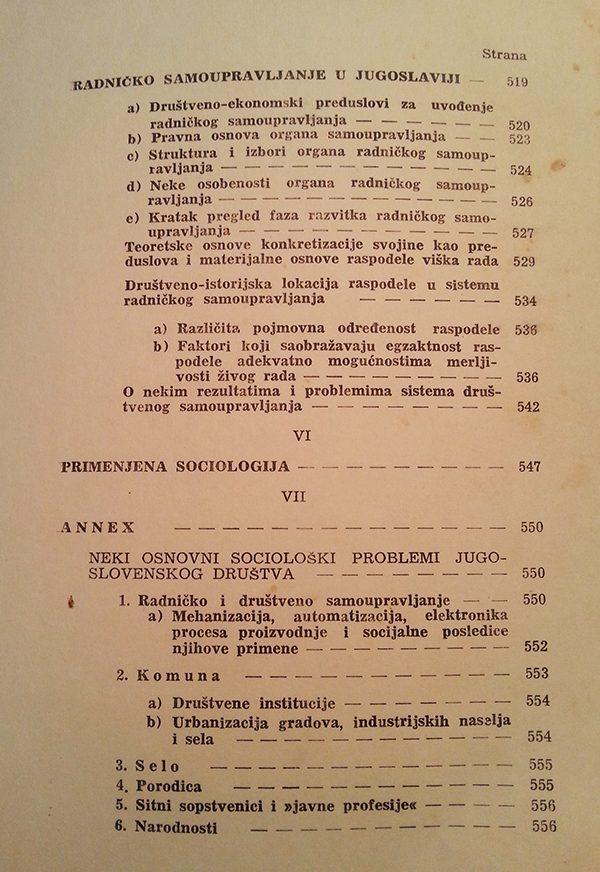 Strana
RADNIČKO SAMOUPRAVLJANJE U JUGOSLAVIJI — 519
a) Društveno-ekonomski preduslovi za uvođenje
radničkog samoupravljanja — — — — — — 520
b) Pravna osnova organa samoupravljanja — — 523
c) Struktura i izbori organa radničkog samoup-
ravljanja — — — — — — — — — — 524
d) Neke osobenosti organa radničkog samoup-
ravljanja — — — — — — — — — — 526
e) Kratak pregled faza razvitka radničkog samo-
upravljanja — — — — — — — — — 527
Teoretske osnove konkretizacije svojine kao pre-
duslova i materijalne osnove raspodele viška rada 529
Društveno-istorijska lokacija raspodele u sistemu
radničkog samoupravljanja — — — — — 534
a) Različita pojmovna određenost raspodele 536
b) Faktori koji saobražavaju egzaktnost ras-
podele adekvatno mogućnostima merlji-
vosti živog rada — — — — — — — 536
O nekim rezultatima i problemima sistema druš-
tvenog samoupravljanja — — — — — — — 542
VI
PRIMENJENA SOCIOLOGIJA — — — — — — — 547
VII
ANNEX — — — — — — — — — — — 550
NEKI OSNOVNI SOCIOLOŠKI PROBLEMI JUGO-
SLOVENSKOG DRUŠTVA — — — — — — — 550
1. Radničko i društveno samoupravljanje — — 550
a) Mehanizacija, automatizacija, elektronika
procesa proizvodnje i socijalne posledice
njihove primene — — — — — — — 552
2. Komuna — — — — — — — — — 553
a) Društvene institucije — — — — — — 554
b) Urbanizacija gradova, industrijskih naselja
i sela — — — — — — — — — — 554
3. Selo — — — — — — — — — — 555
4. Porodica — — — — — — — — — 555
5. Sitni sopstvenici i »javne profesije« — — — — 556
6. Narodnosti — — — — — — — — — 556